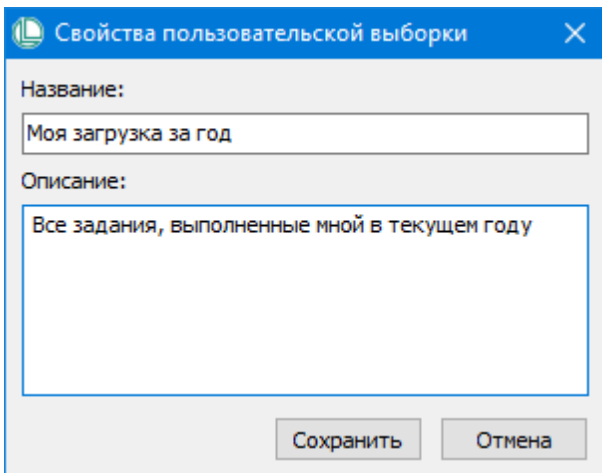 Свойства пользовательской выборки
Название:
Моя загрузка за год
Описание:
Все задания, выполненные мной в текущем году
Сохранить Отмена